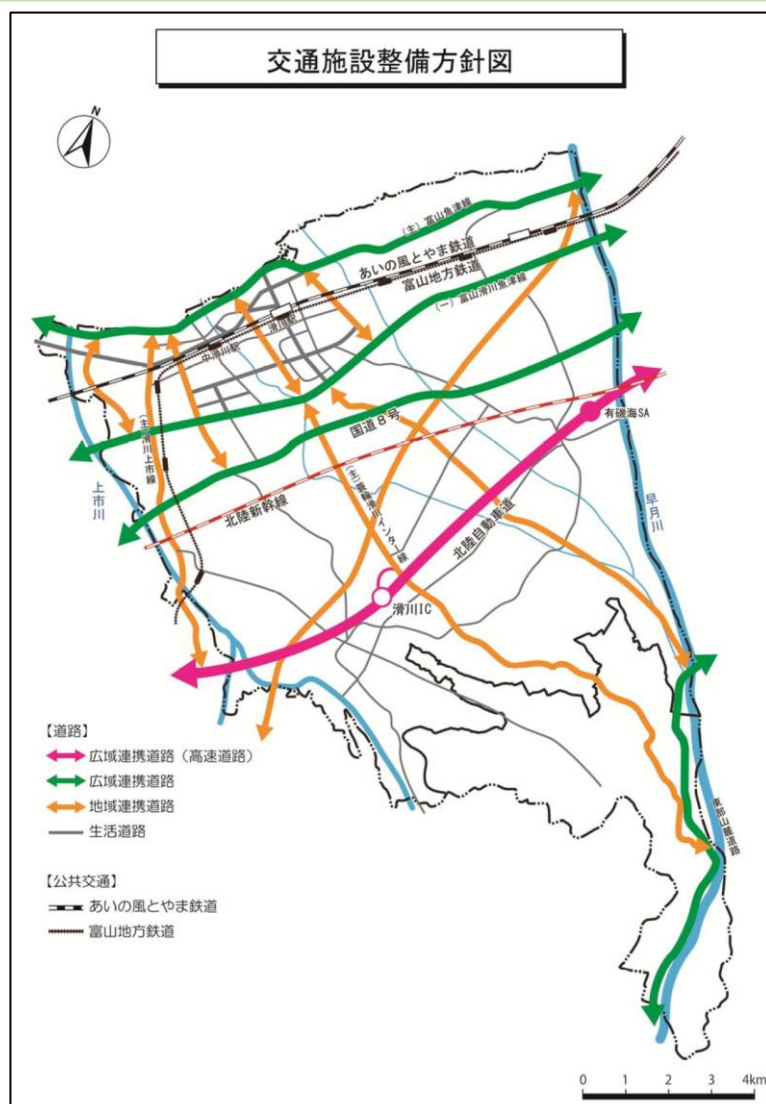 交通施設整備方針図
N
(主)富山魚津線
あいの風とやま鉄道
富山地方鉄道
(一)富山滑川魚津線
滑川駅
中滑川駅
国道8号
有磯海SA
(主)滑川上市線
上市川
北陸新幹線
(主)蓑輪滑川インター線
北陸自動車道
早月川
滑川IC
東部山麓道路
【道路】
広域連携道路(高速道路)
広域連携道路
地域連携道路
生活道路
【公共交通】
あいの風とやま鉄道
富山地方鉄道
0 1 2 3 4km